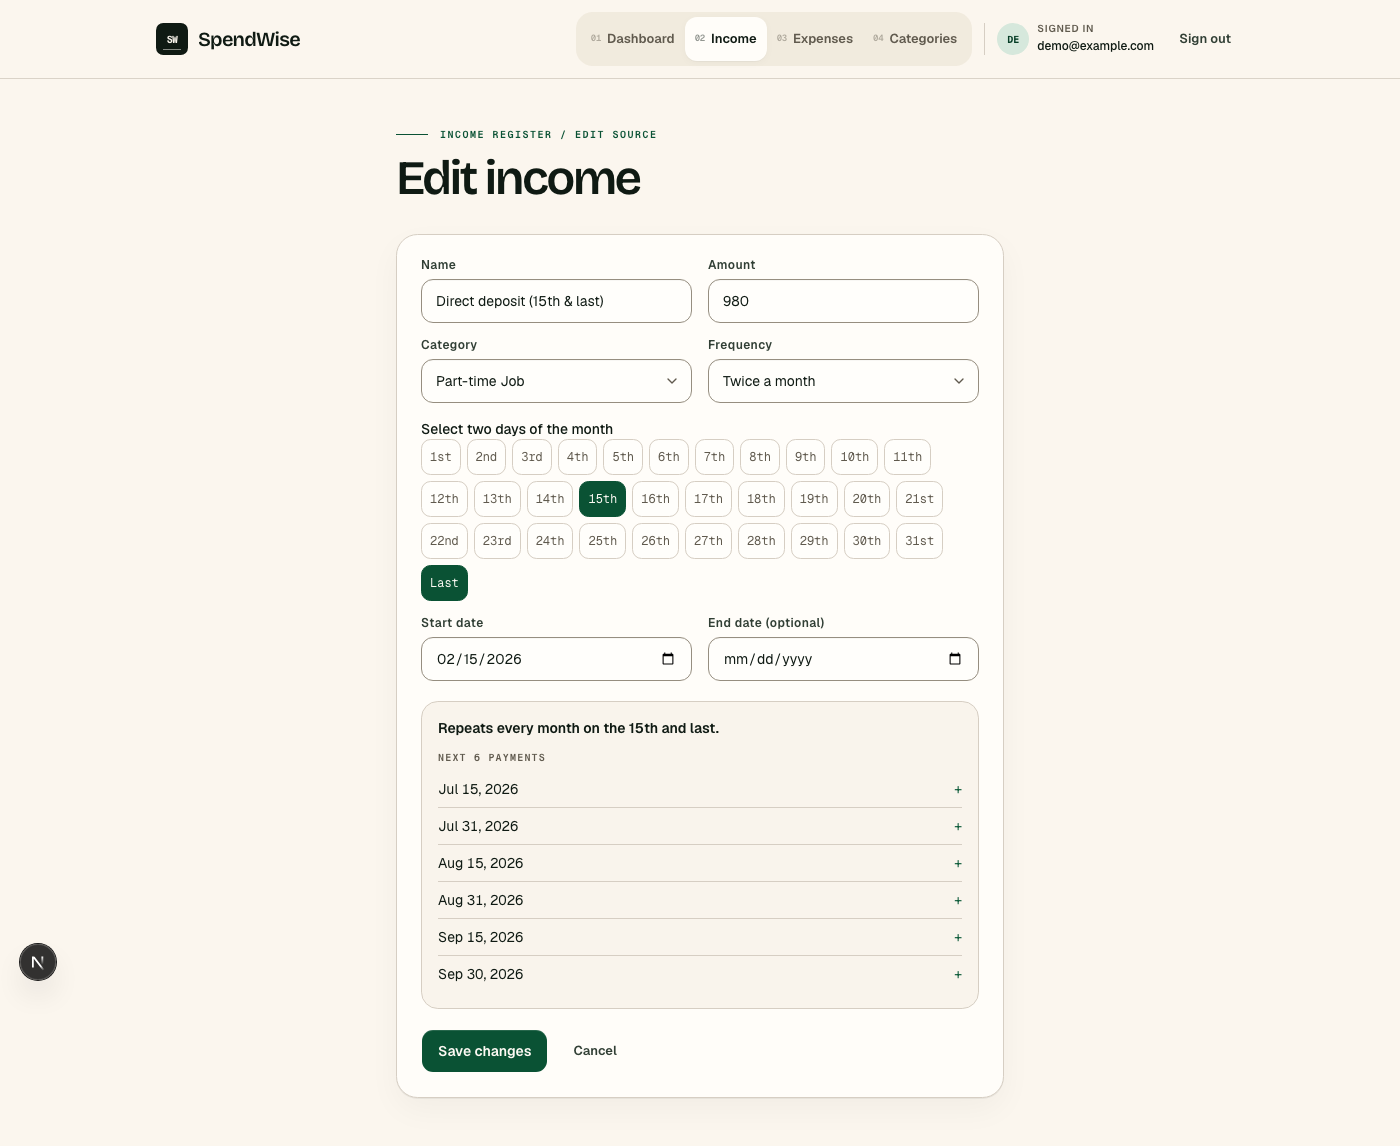 SW SpendWise 01 Dashboard 02 Income 03 Expenses 04 Categories DE SIGNED IN Sign out
demo@example.com
INCOME REGISTER / EDIT SOURCE
Edit income
Name Amount
Direct deposit (15th & last) 980
Category Frequency
Part-time Job Twice a month
Select two days of the month
1st 2nd 3rd 4th 5th 6th 7th 8th 9th 10th 11th
12th 13th 14th 15th 16th 17th 18th 19th 20th 21st
22nd 23rd 24th 25th 26th 27th 28th 29th 30th 31st
Last
Start date End date (optional)
02/15/2026 mm/dd/yyyy
Repeats every month on the 15th and last.
NEXT 6 PAYMENTS
Jul 15, 2026 +
Jul 31, 2026 +
Aug 15, 2026 +
Aug 31, 2026 +
Sep 15, 2026 +
Sep 30, 2026 +
N
Save changes Cancel